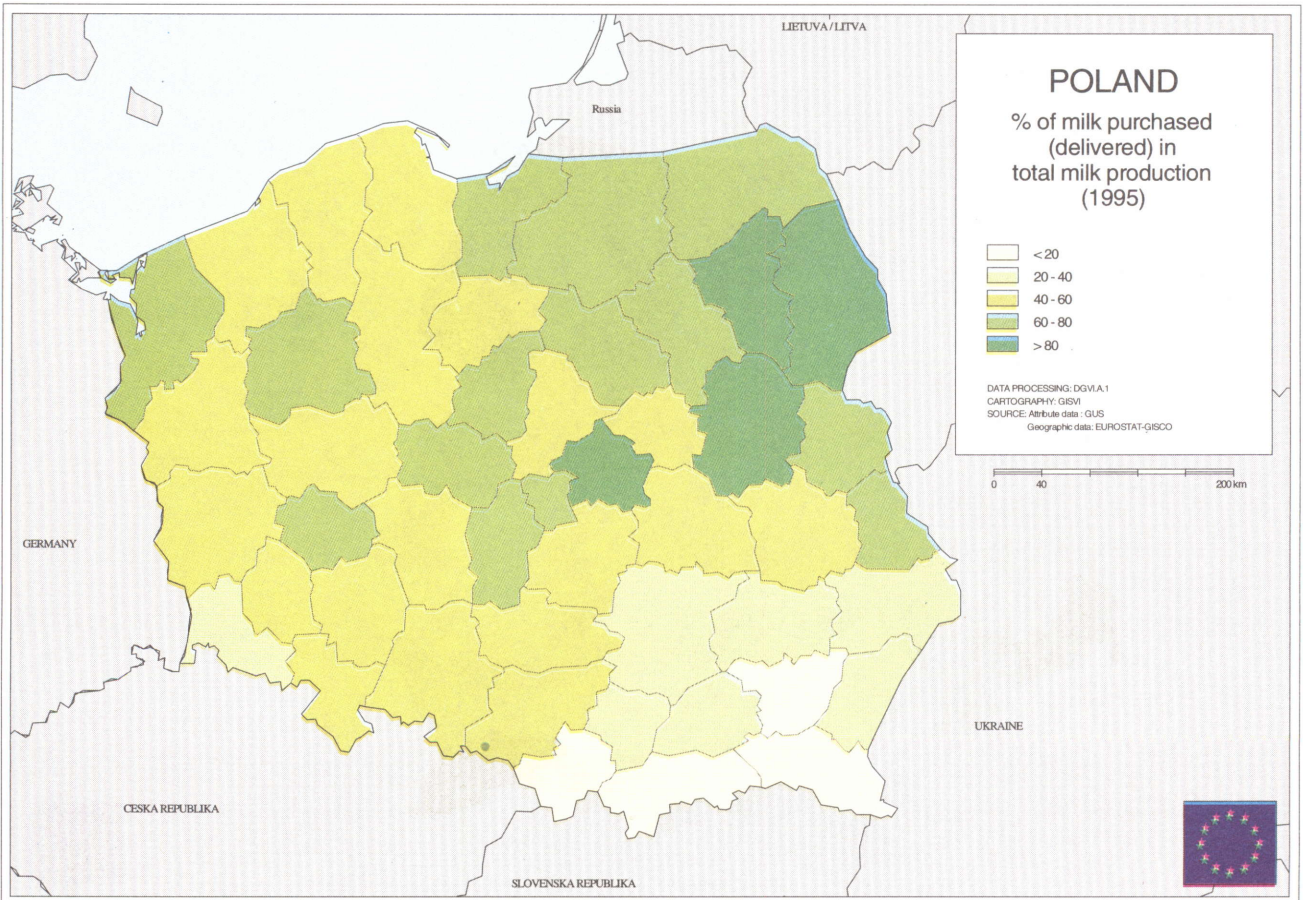 LIETUVA / LITVA
Russia
POLAND
% of milk purchased
(delivered) in
total milk production
(1995)
< 20
20 - 40
40 - 60
60 - 80
> 80
DATA PROCESSING: DGVI.A.1
CARTOGRAPHY: GISVI
SOURCE: Attribute data : GUS
Geographic data: EUROSTAT-GISCO
0 40 200 km
GERMANY
UKRAINE
CESKA REPUBLIKA
SLOVENSKA REPUBLIKA